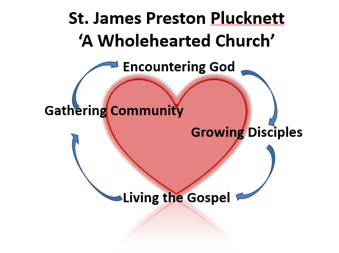 St. James Preston Plucknett
‘A Wholehearted Church’
Encountering God
Gathering Community
Growing Disciples
Living the Gospel